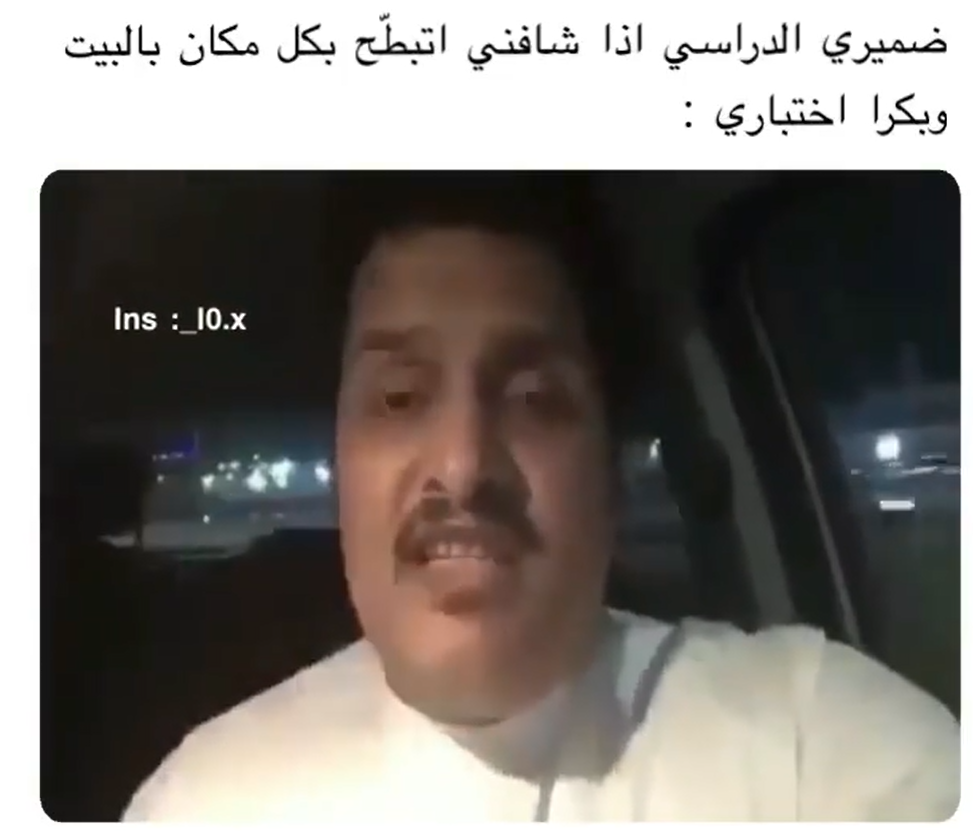 ضميري الدراسي اذا شافني اتبطّح بكل مكان بالبيت
وبكرا اختباري :
Ins :_l0.x